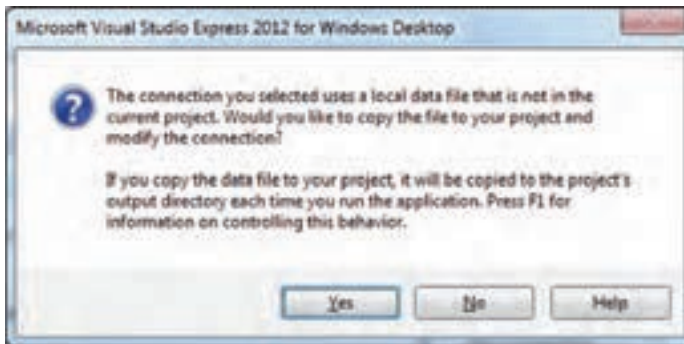 Microsoft Visual Studio Express 2012 for Windows Desktop
The connection you selected uses a local data file that is not in the
current project. Would you like to copy the file to your project and
modify the connection?
If you copy the data file to your project, it will be copied to the project's
output directory each time you run the application. Press F1 for
information on controlling this behavior.
Yes No Help